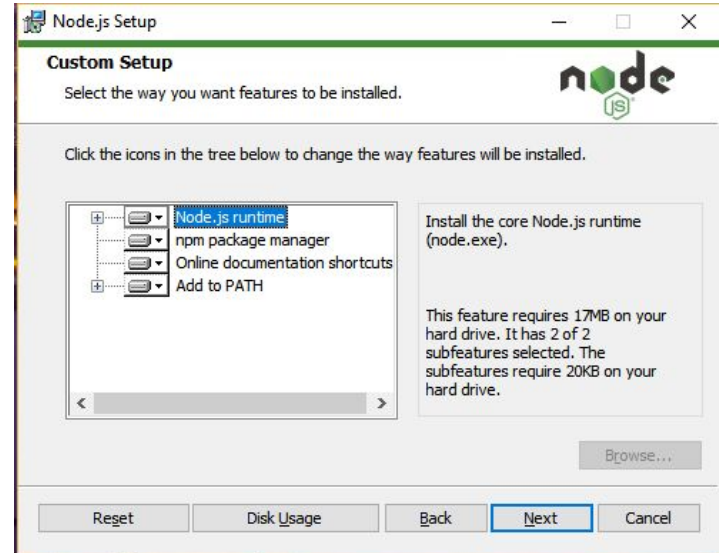 Node.js Setup
Custom Setup
Select the way you want features to be installed.
node
JS
Click the icons in the tree below to change the way features will be installed.
Node.js runtime
npm package manager
Online documentation shortcuts
Add to PATH
Install the core Node.js runtime
(node.exe).
This feature requires 17MB on your
hard drive. It has 2 of 2
subfeatures selected. The
subfeatures require 20KB on your
hard drive.
Browse...
Reset Disk Usage Back Next Cancel